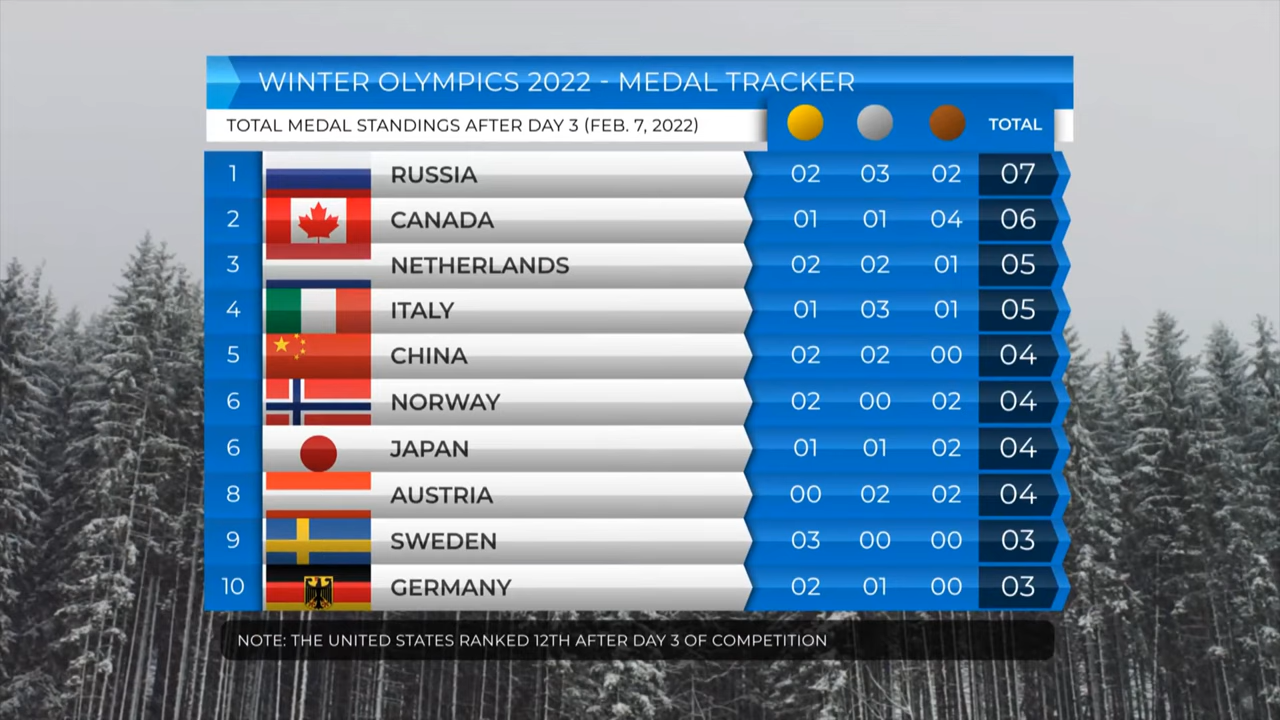 WINTER OLYMPICS 2022 - MEDAL TRACKER
TOTAL MEDAL STANDINGS AFTER DAY 3 (FEB. 7, 2022) TOTAL
1 RUSSIA 02 03 02 07
2 CANADA 01 01 04 06
3 NETHERLANDS 02 02 01 05
4 ITALY 01 03 01 05
5 CHINA 02 02 00 04
6 NORWAY 02 00 02 04
6 JAPAN 01 01 02 04
8 AUSTRIA 00 02 02 04
9 SWEDEN 03 00 00 03
10 GERMANY 02 01 00 03
NOTE: THE UNITED STATES RANKED 12TH AFTER DAY 3 OF COMPETITION